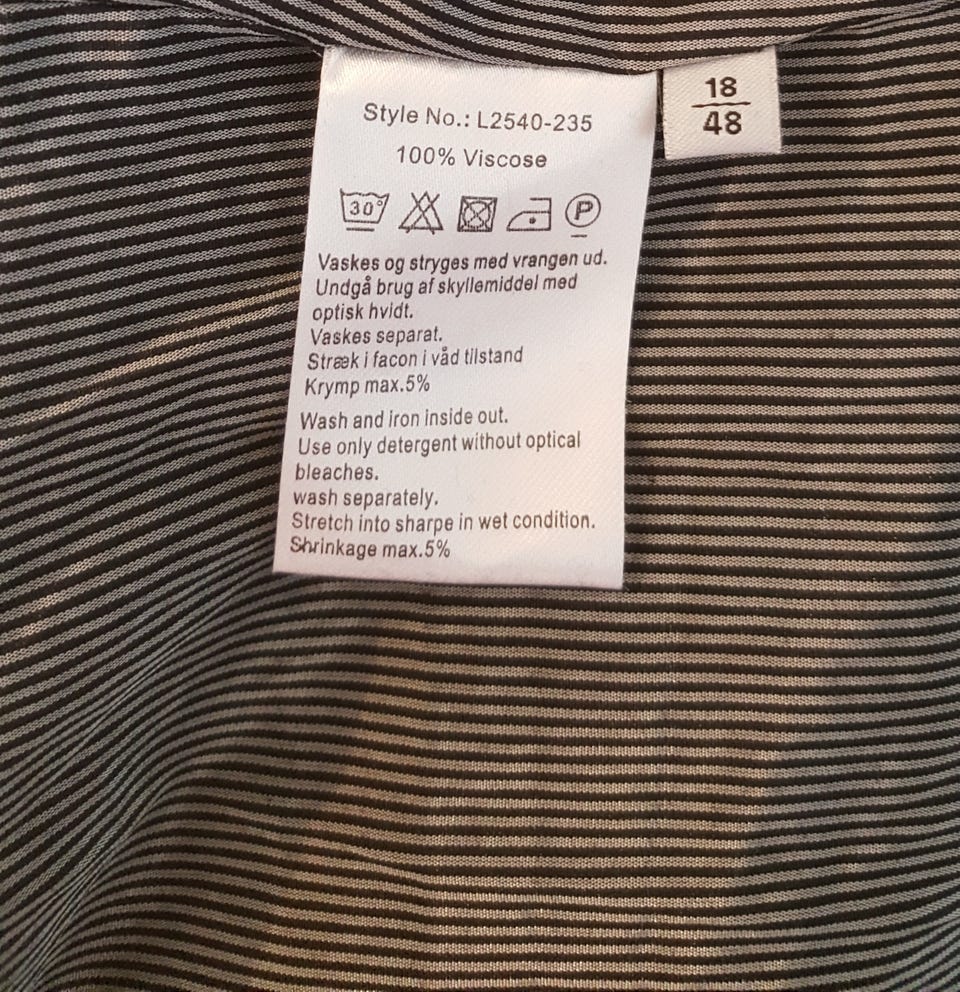 Style No.: L2540-235
100% Viscose
30°
P
Vaskes og stryges med vrangen ud.
Undgå brug af skyllemiddel med
optisk hvidt.
Vaskes separat.
Stræk i facon i våd tilstand
Krymp max.5%
Wash and iron inside out.
Use only detergent without optical
bleaches.
wash separately.
Stretch into sharpe in wet condition.
Shrinkage max.5%
18
48